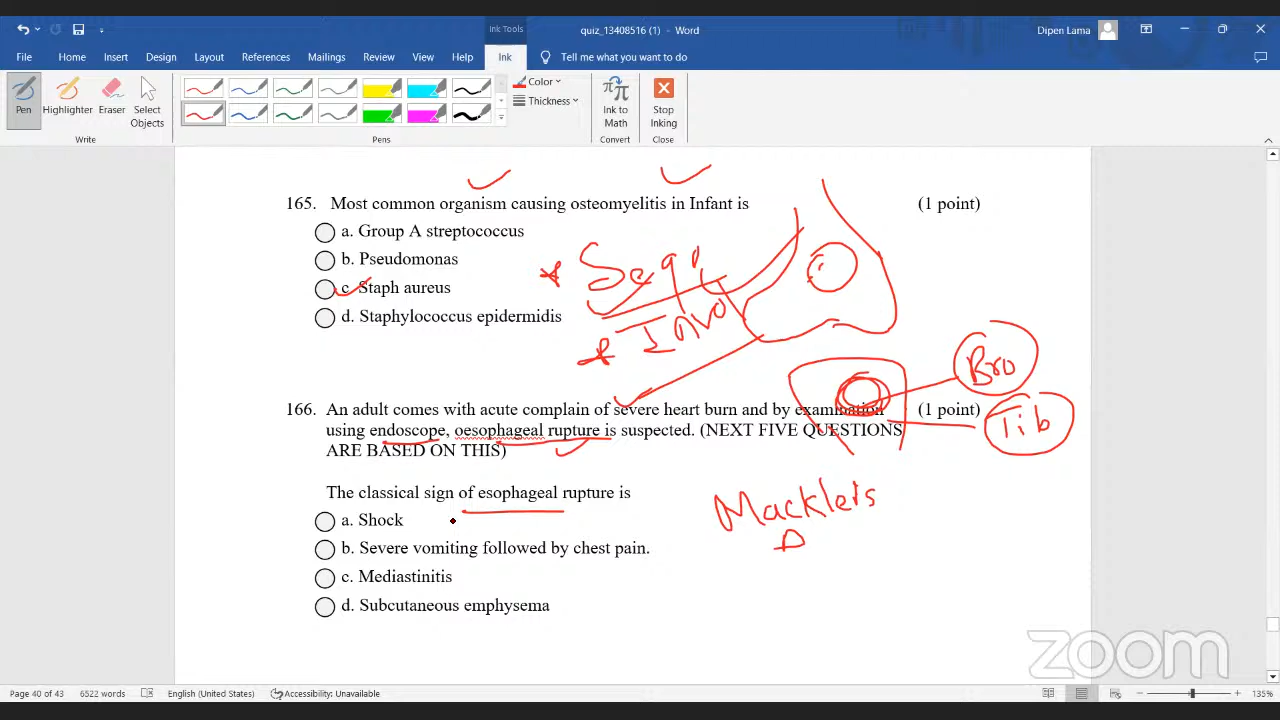 Ink Tools
quiz_13408516 (1) - Word
Dipen Lama
File Home Insert Design Layout References Mailings Review View Help Ink Tell me what you want to do
Pen Highlighter Eraser Select Objects
Color
Thickness
Ink to Math
Stop Inking
Write Pens Convert Close
165. Most common organism causing osteomyelitis in Infant is (1 point)
a. Group A streptococcus
b. Pseudomonas
c. Staph aureus
d. Staphylococcus epidermidis
Seq
Invo
Bro
Tib
166. An adult comes with acute complain of severe heart burn and by examination (1 point)
using endoscope, oesophageal rupture is suspected. (NEXT FIVE QUESTIONS
ARE BASED ON THIS)
The classical sign of esophageal rupture is
a. Shock
b. Severe vomiting followed by chest pain.
c. Mediastinitis
d. Subcutaneous emphysema
Mackler's
zoom
Page 40 of 43 6522 words English (United States) Accessibility: Unavailable 135%